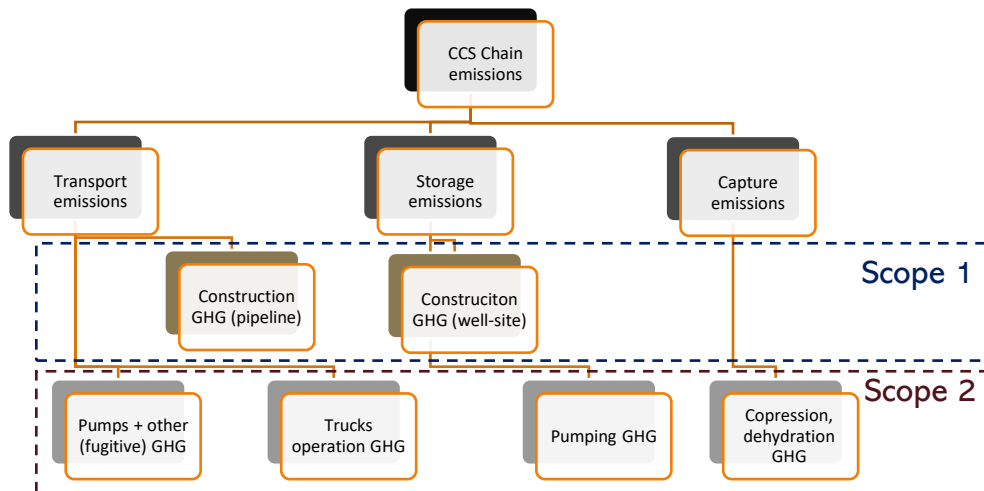 CCS Chain
emissions
Transport
emissions
Storage
emissions
Capture
emissions
Scope 1
Construction
GHG (pipeline)
Construciton
GHG (well-site)
Scope 2
Pumps + other
(fugitive) GHG
Trucks
operation GHG
Pumping GHG
Copression,
dehydration
GHG